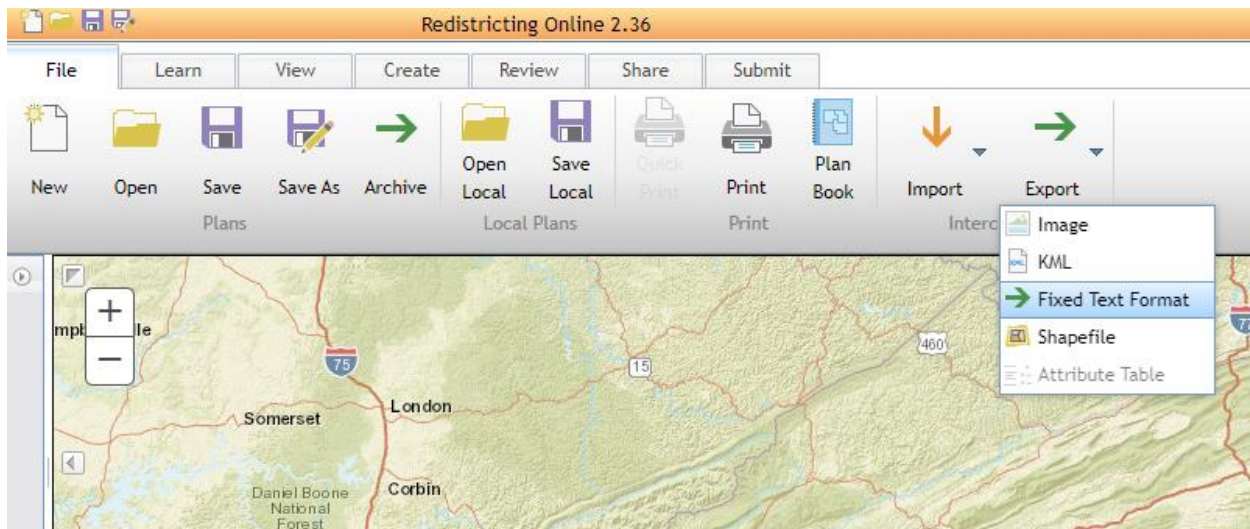 Redistricting Online 2.36
File Learn View Create Review Share Submit
New Open Save Save As Archive Open Local Save Local Quick Print Print Plan Book Import Export
Plans Local Plans Print Interc
Image
KML
Fixed Text Format
Shapefile
Attribute Table
+
−
75
15
460
77
Somerset
London
Corbin
Daniel Boone
National
Forest